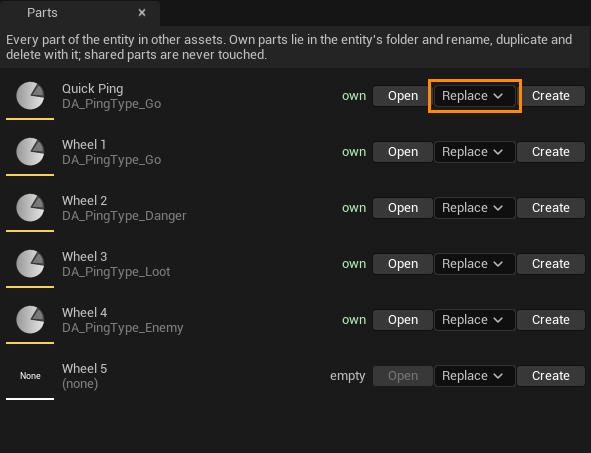 Parts
Every part of the entity in other assets. Own parts lie in the entity's folder and rename, duplicate and
delete with it; shared parts are never touched.
Quick Ping
DA_PingType_Go
own Open Replace Create
Wheel 1
DA_PingType_Go
own Open Replace Create
Wheel 2
DA_PingType_Danger
own Open Replace Create
Wheel 3
DA_PingType_Loot
own Open Replace Create
Wheel 4
DA_PingType_Enemy
own Open Replace Create
None
Wheel 5
(none)
empty Open Replace Create